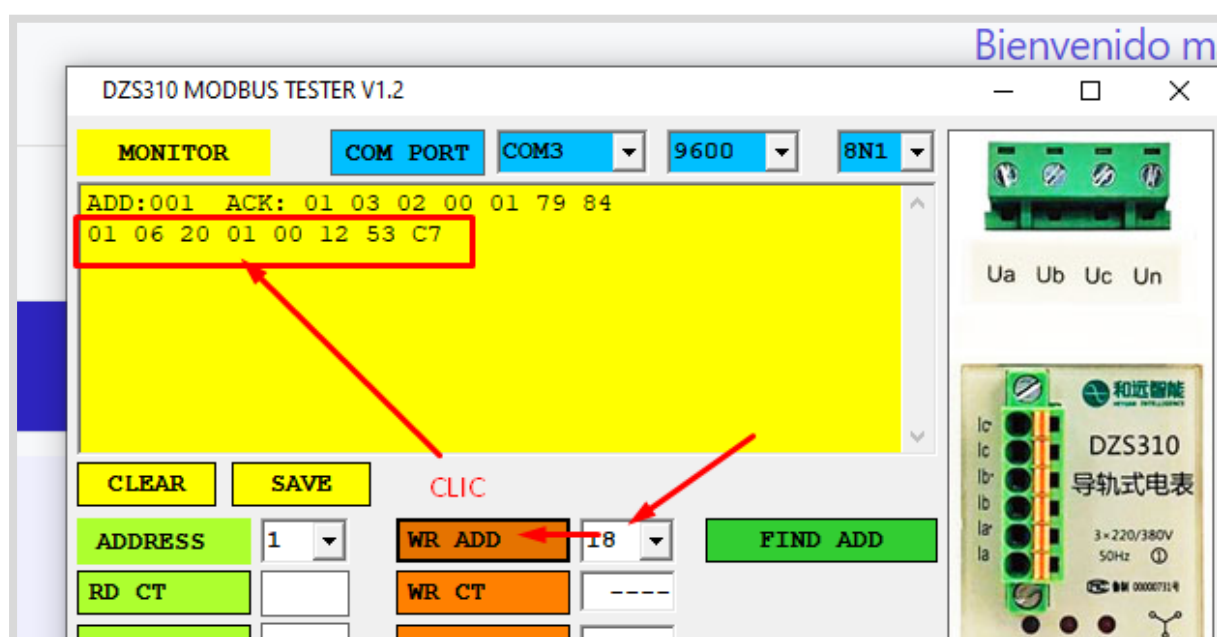 Bienvenido m
DZS310 MODBUS TESTER V1.2
MONITOR
COM PORT
COM3
9600
8N1
ADD:001 ACK: 01 03 02 00 01 79 84
01 06 20 01 00 12 53 C7
Ua Ub Uc Un
和远智能
HEYUAN INTELLIGENCE
Ic*
Ic
Ib*
Ib
Ia*
Ia
DZS310
导轨式电表
3×220/380V
50Hz ①
CLEAR
SAVE
CLIC
ADDRESS
1
WR ADD
18
FIND ADD
RD CT
WR CT
----